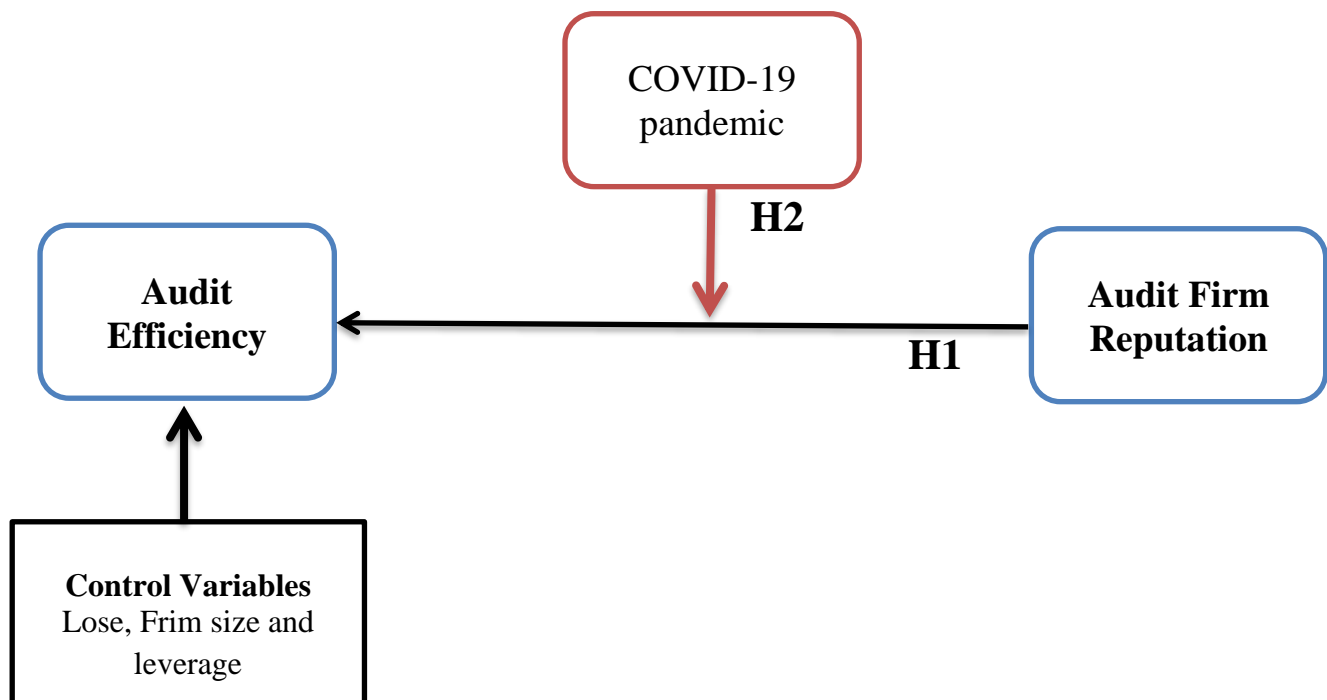 COVID-19
pandemic
H2
Audit
Efficiency
Audit Firm
Reputation
H1
Control Variables
Lose, Frim size and
leverage